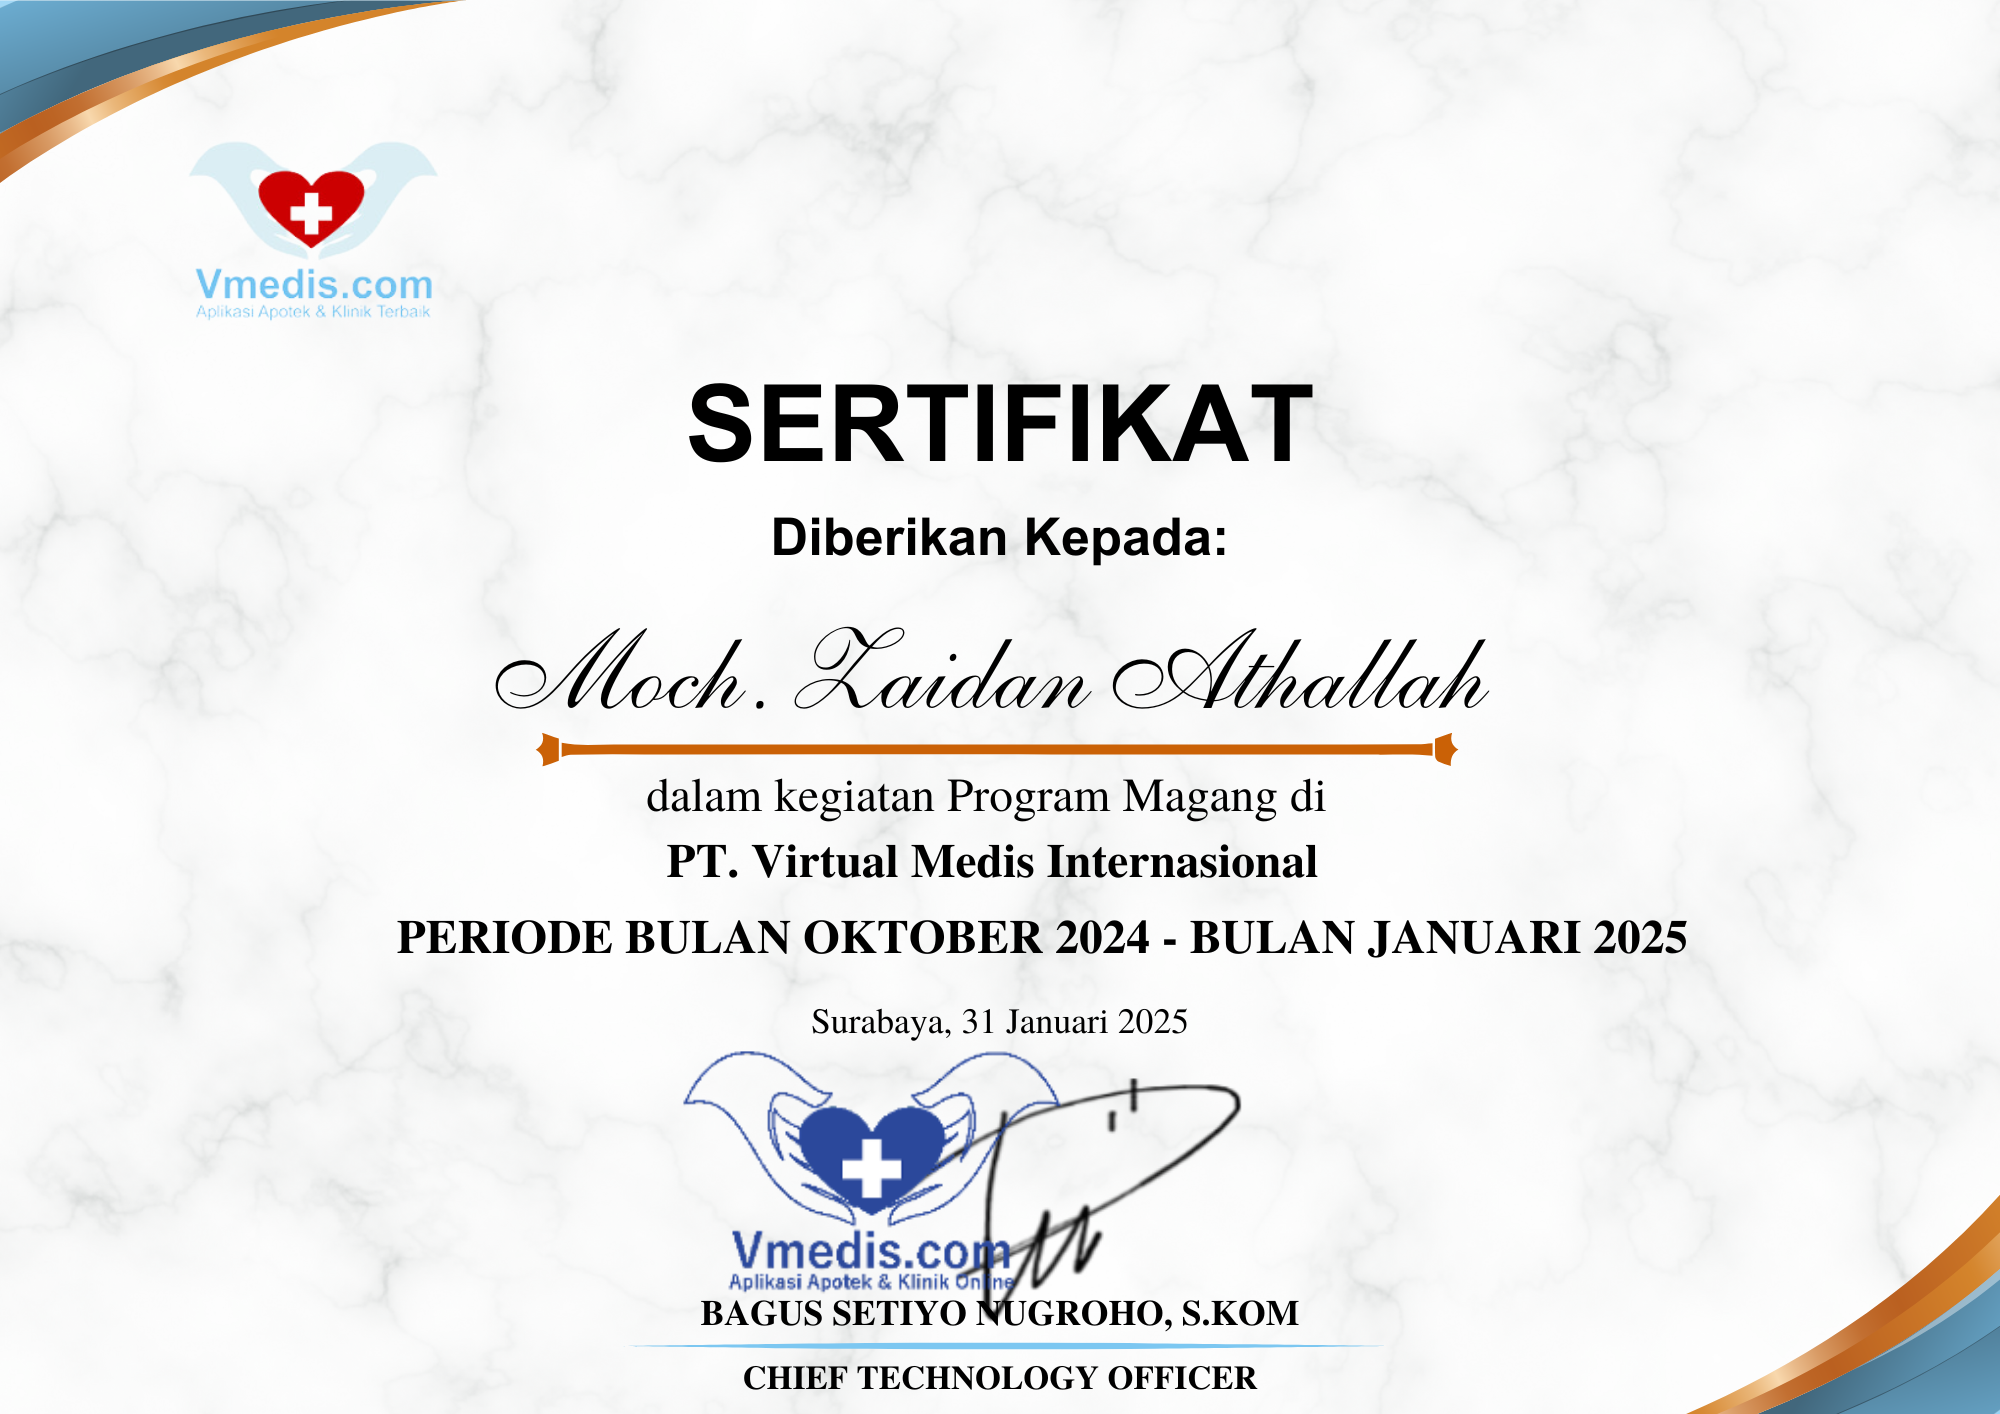 Vmedis.com
Aplikasi Apotek & Klinik Terbaik
SERTIFIKAT
Diberikan Kepada:
Moch. Zaidan Athallah
dalam kegiatan Program Magang di
PT. Virtual Medis Internasional
PERIODE BULAN OKTOBER 2024 - BULAN JANUARI 2025
Surabaya, 31 Januari 2025
Vmedis.com
Aplikasi Apotek & Klinik Online
BAGUS SETIYO NUGROHO, S.KOM
CHIEF TECHNOLOGY OFFICER